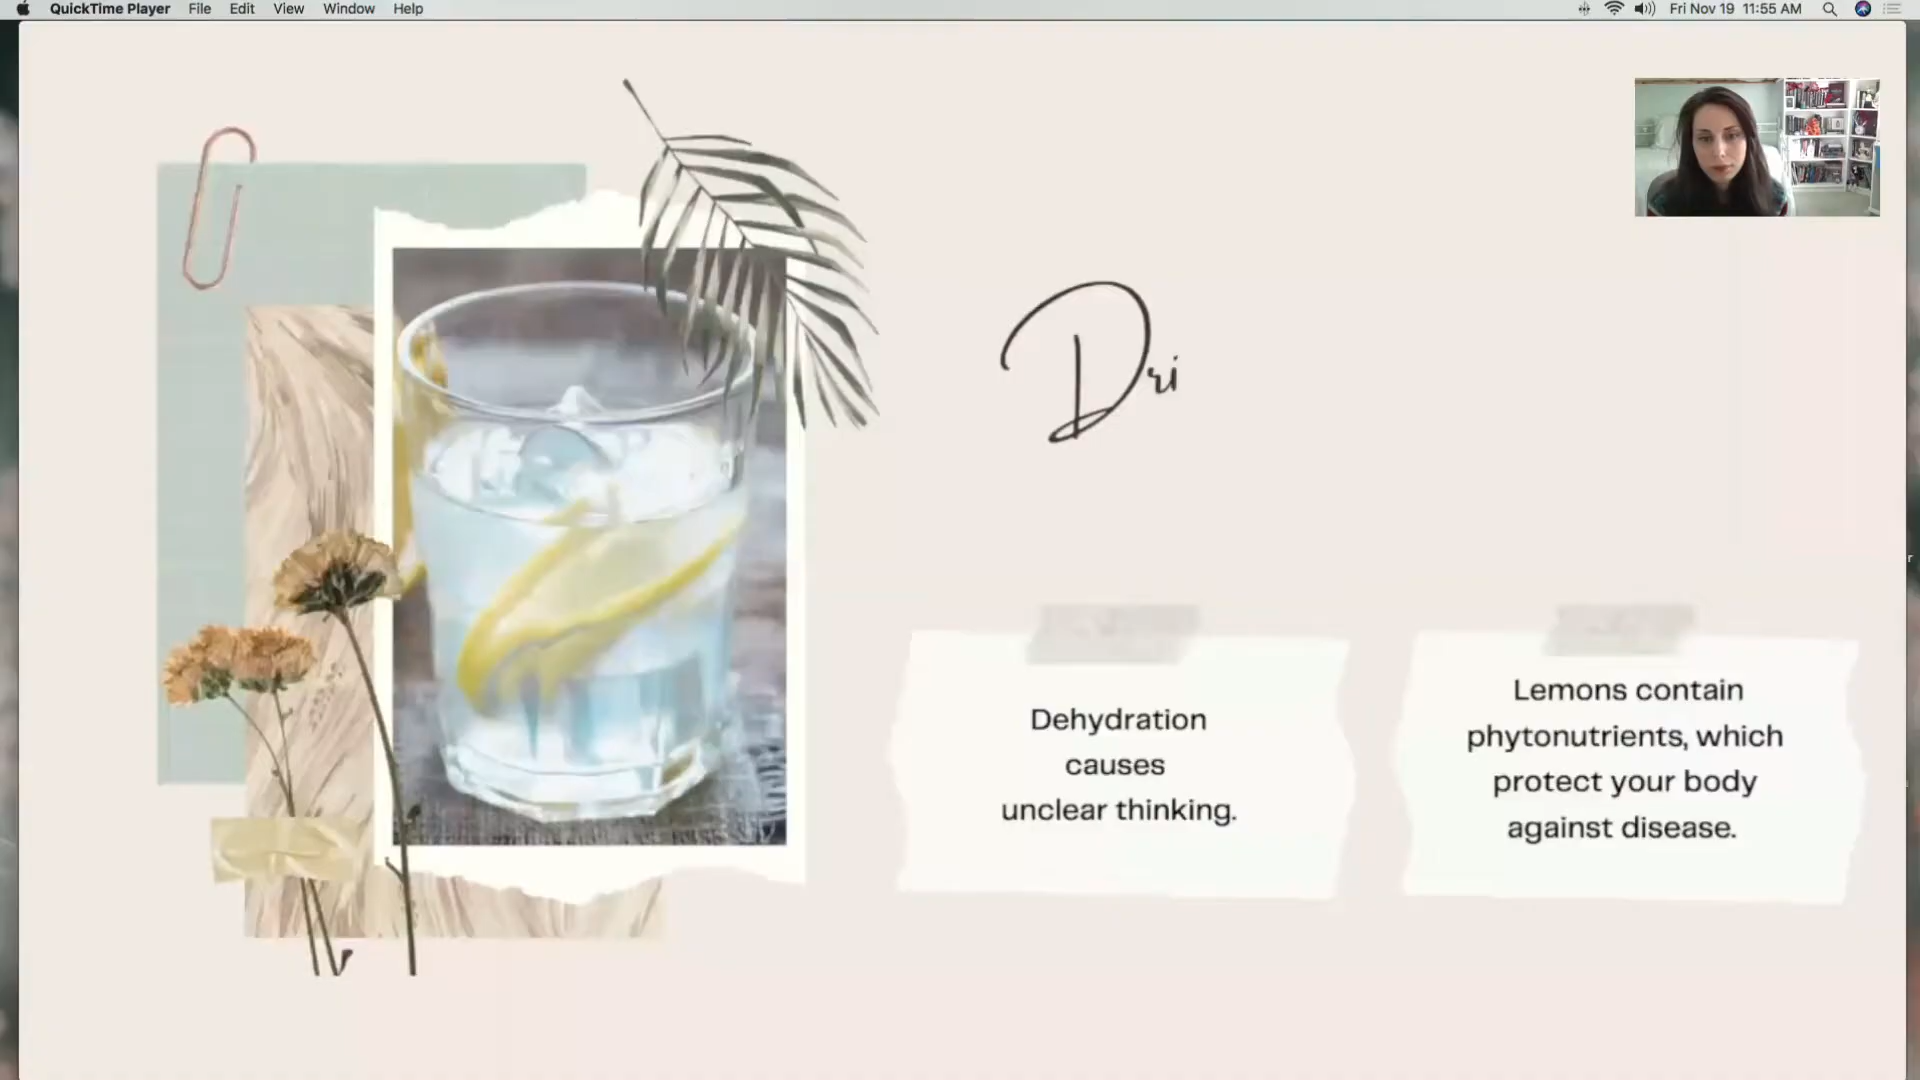 QuickTime Player File Edit View Window Help Fri Nov 19 11:55 AM
Dri
Dehydration
causes
unclear thinking.
Lemons contain
phytonutrients, which
protect your body
against disease.
r